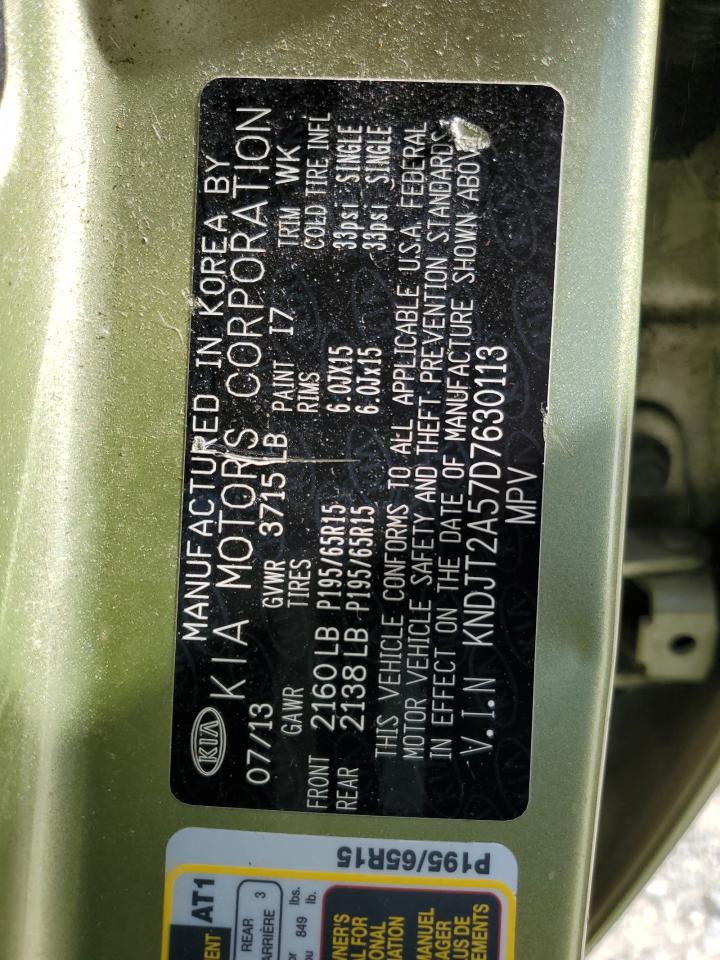 MANUFACTURED IN KOREA BY
KIA KIA MOTORS CORPORATION
07/13 GVWR 3715 LB PAINT I7 TRIM WK
GAWR TIRES RIMS COLD TIRE INFL
FRONT 2160 LB P195/65R15 6.0JX15 33psi SINGLE
REAR 2138 LB P195/65R15 6.0Jx15 33psi SINGLE
THIS VEHICLE CONFORMS TO ALL APPLICABLE U.S.A. FEDERAL
MOTOR VEHICLE SAFETY AND THEFT PREVENTION STANDARDS
IN EFFECT ON THE DATE OF MANUFACTURE SHOWN ABOVE
V.I.N KNDJT2A57D7630113
MPV
AT1
REAR 3
ARRIÈRE
849 lbs.
lb.
P195/65R15
MANUEL